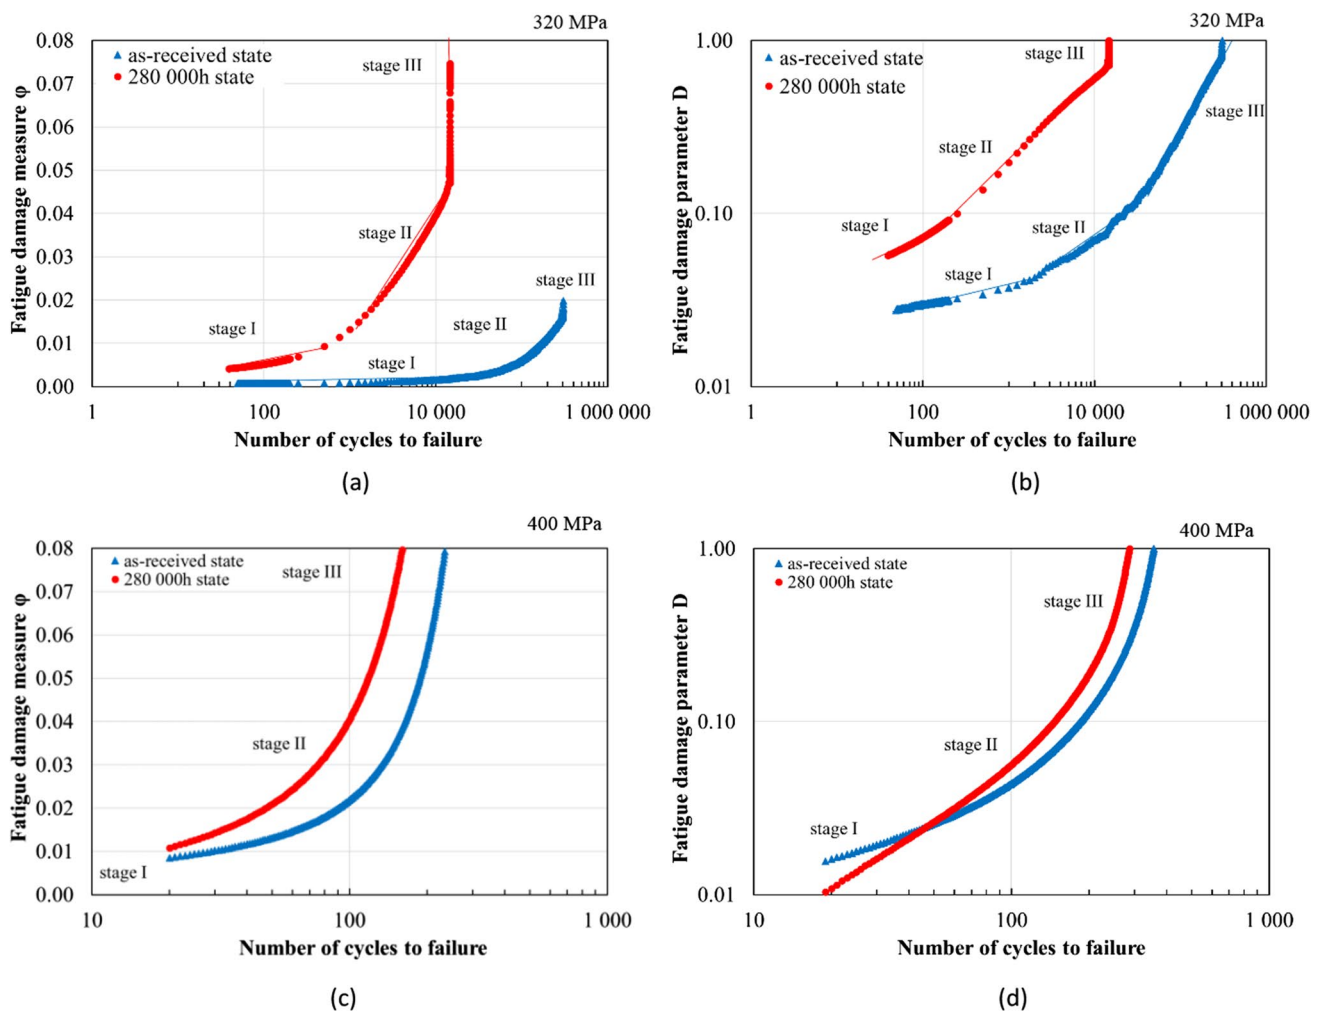 320 MPa
Fatigue damage measure φ
0.08
0.07
0.06
0.05
0.04
0.03
0.02
0.01
0.00
as-received state
280 000h state
stage III
stage II
stage III
stage I
stage II
stage I
1
100
10 000
1 000 000
Number of cycles to failure
(a)
320 MPa
Fatigue damage parameter D
1.00
0.10
0.01
as-received state
280 000h state
stage III
stage III
stage II
stage I
stage II
stage I
1
100
10 000
1 000 000
Number of cycles to failure
(b)
400 MPa
Fatigue damage measure φ
0.08
0.07
0.06
0.05
0.04
0.03
0.02
0.01
0.00
as-received state
280 000h state
stage III
stage II
stage I
10
100
1 000
Number of cycles to failure
(c)
400 MPa
Fatigue damage parameter D
1.00
0.10
0.01
as-received state
280 000h state
stage III
stage II
stage I
10
100
1 000
Number of cycles to failure
(d)